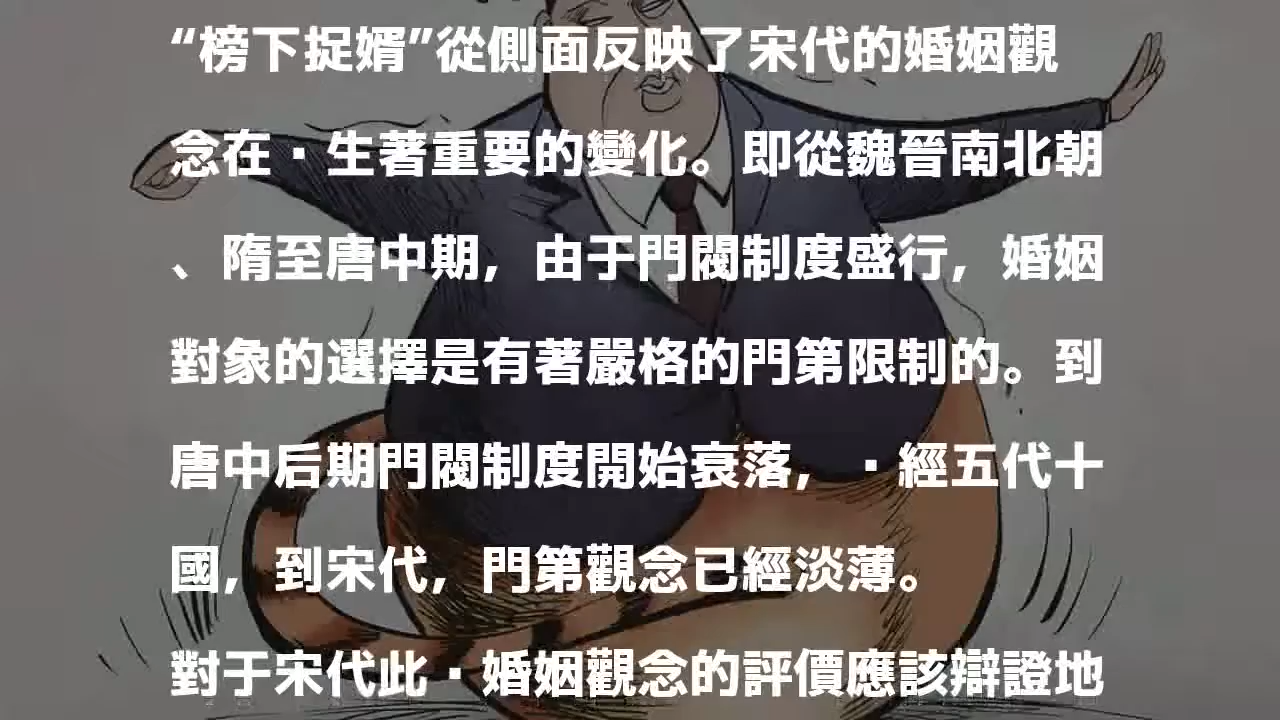 “榜下捉婿”從側面反映了宋代的婚姻觀
念在·生著重要的變化。即從魏晉南北朝
、隋至唐中期，由于門閥制度盛行，婚姻
對象的選擇是有著嚴格的門第限制的。到
唐中后期門閥制度開始衰落，·經五代十
國，到宋代，門第觀念已經淡薄。
對于宋代此·婚姻觀念的評價應該辯證地